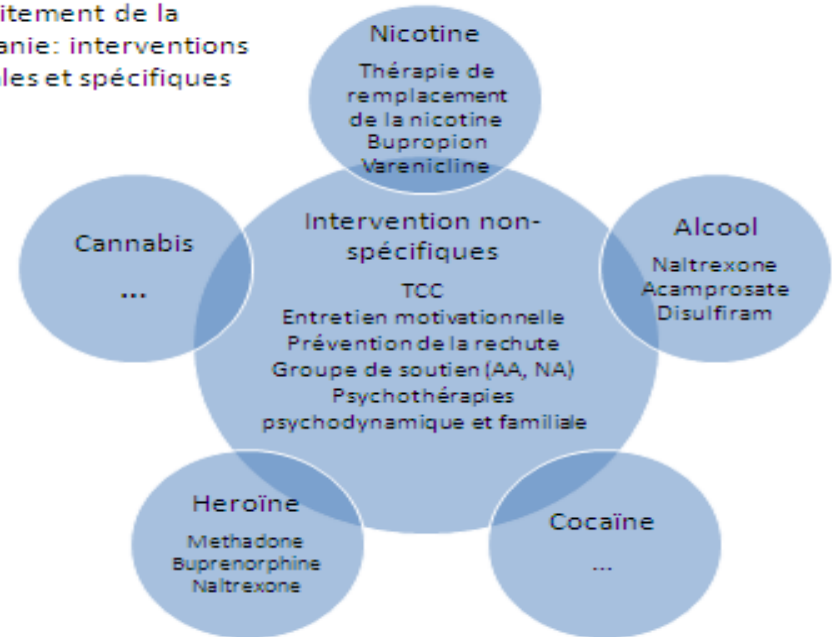 itement de la
anie: interventions
les et spécifiques
Nicotine
Thérapie de
remplacement
de la nicotine
Bupropion
Varenicline
Cannabis
...
Intervention non-
spécifiques
TCC
Entretien motivationnelle
Prévention de la rechute
Groupe de soutien (AA, NA)
Psychothérapies
psychodynamique et familiale
Alcool
Naltrexone
Acamprosate
Disulfiram
Heroïne
Methadone
Buprenorphine
Naltrexone
Cocaïne
...